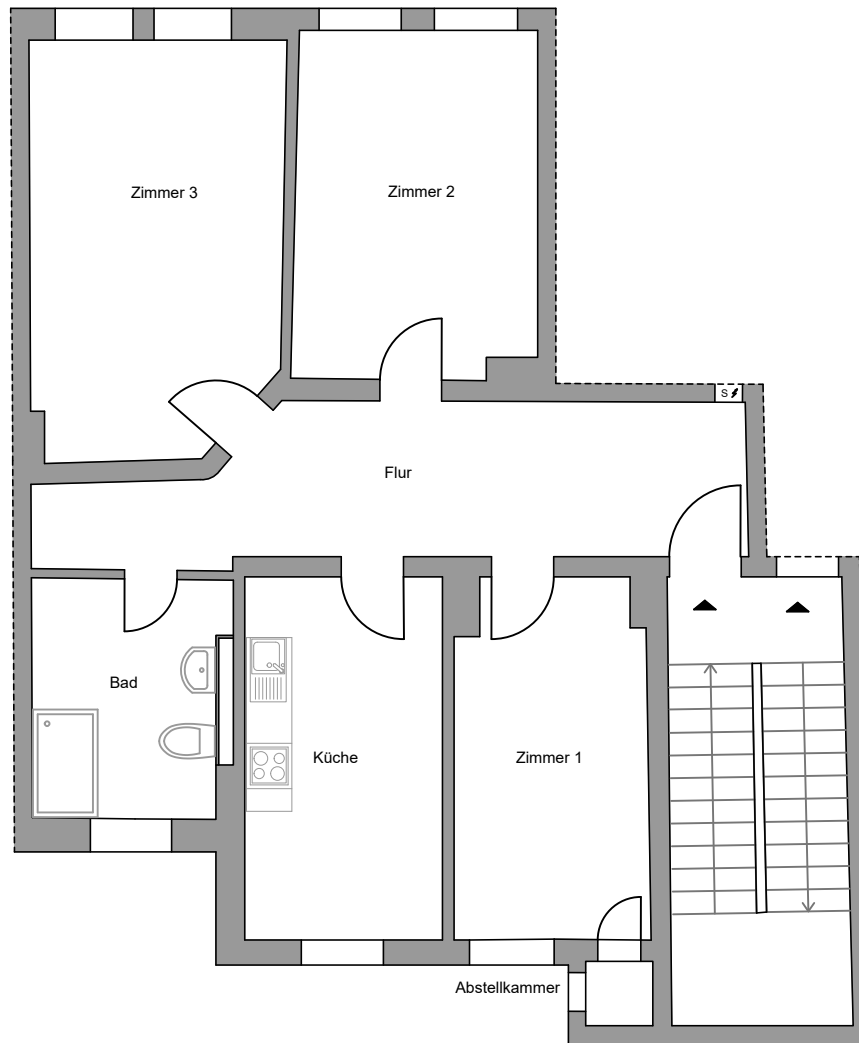 Zimmer 3
Zimmer 2
S
Flur
Bad
Küche
Zimmer 1
Abstellkammer